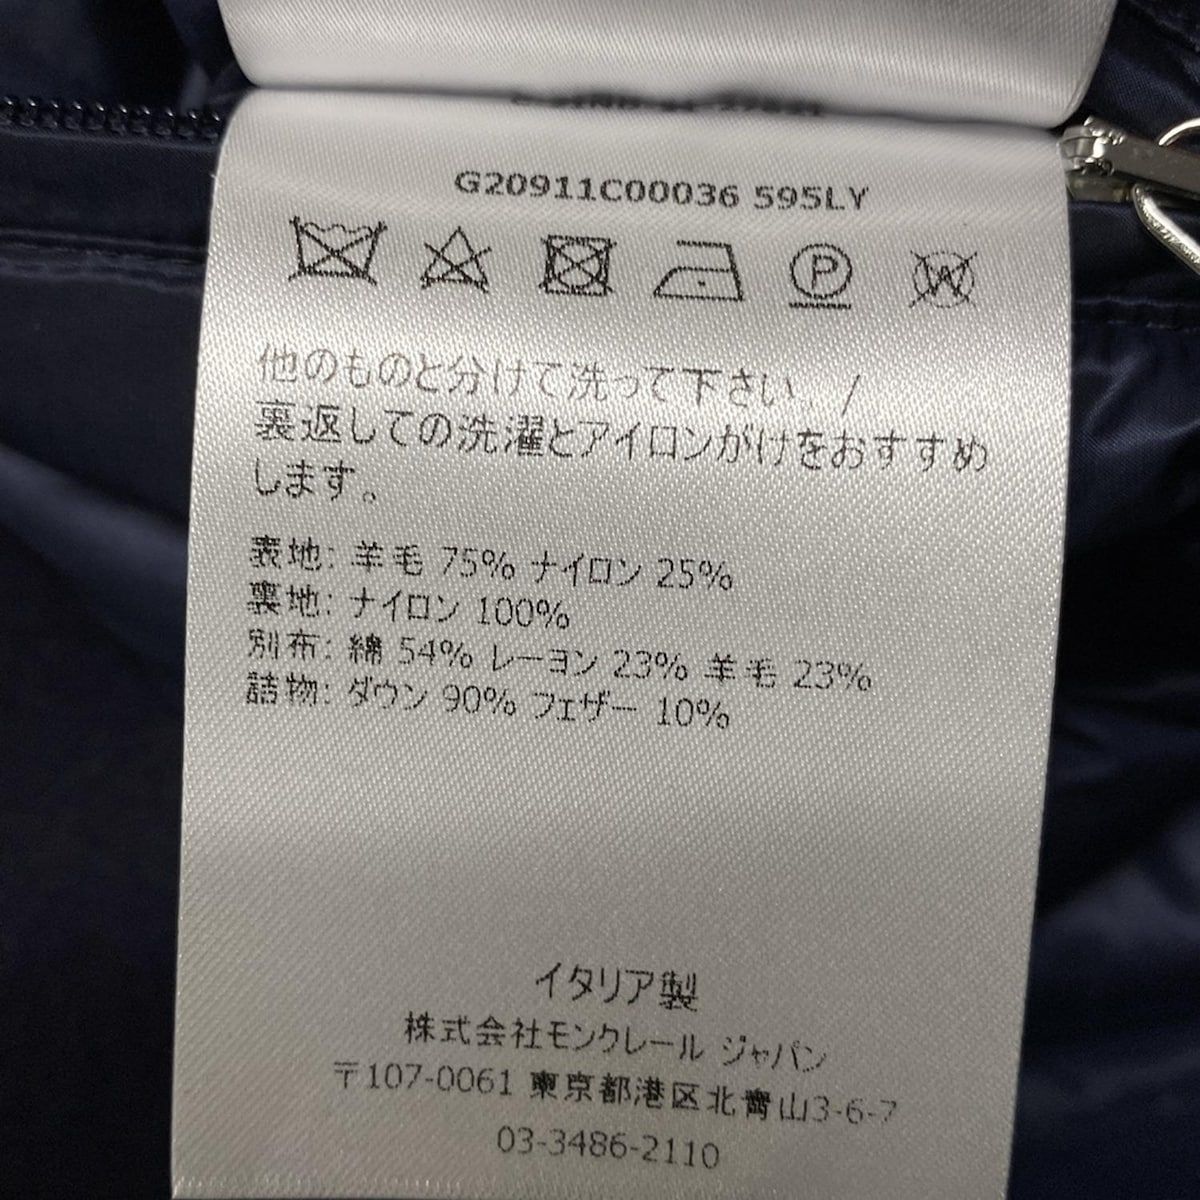 G20911C00036 595LY
P W
他のものと分けて洗って下さい。/
裏返しての洗濯とアイロンがけをおすすめ
します。
表地: 羊毛 75% ナイロン 25%
裏地: ナイロン 100%
別布: 綿 54% レーヨン 23% 羊毛 23%
詰物: ダウン 90% フェザー 10%
イタリア製
株式会社モンクレール ジャパン
〒107-0061 東京都港区北青山3-6-7
03-3486-2110